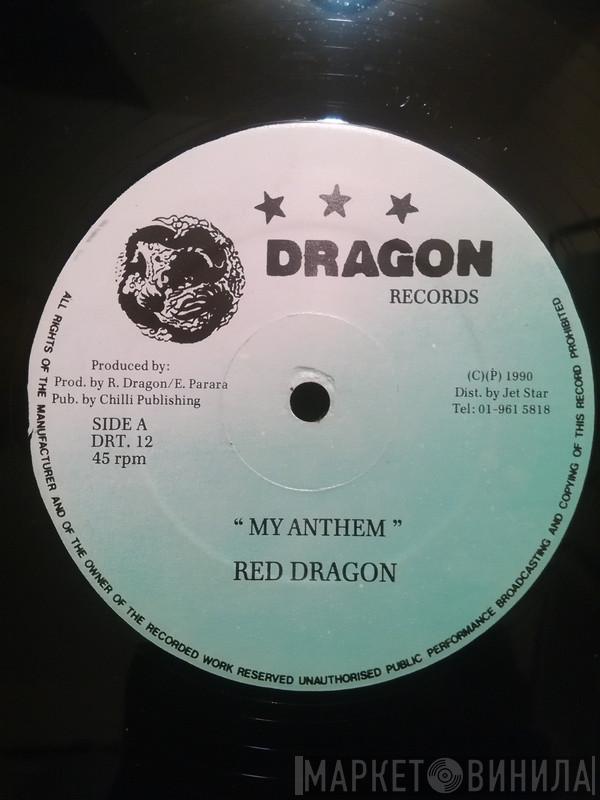 DRAGON
RECORDS
Produced by:
Prod. by R. Dragon/E. Parara
Pub. by Chilli Publishing
SIDE A
DRT. 12
45 rpm
(C)(P) 1990
Dist. by Jet Star
Tel: 01-961 5818
“ MY ANTHEM ”
RED DRAGON
ALL RIGHTS OF THE MANUFACTURER AND OF THE OWNER OF THE RECORDED WORK RESERVED UNAUTHORISED PUBLIC PERFORMANCE BROADCASTING AND COPYING OF THIS RECORD PROHIBITED
МАРКЕТ ВИНИЛА